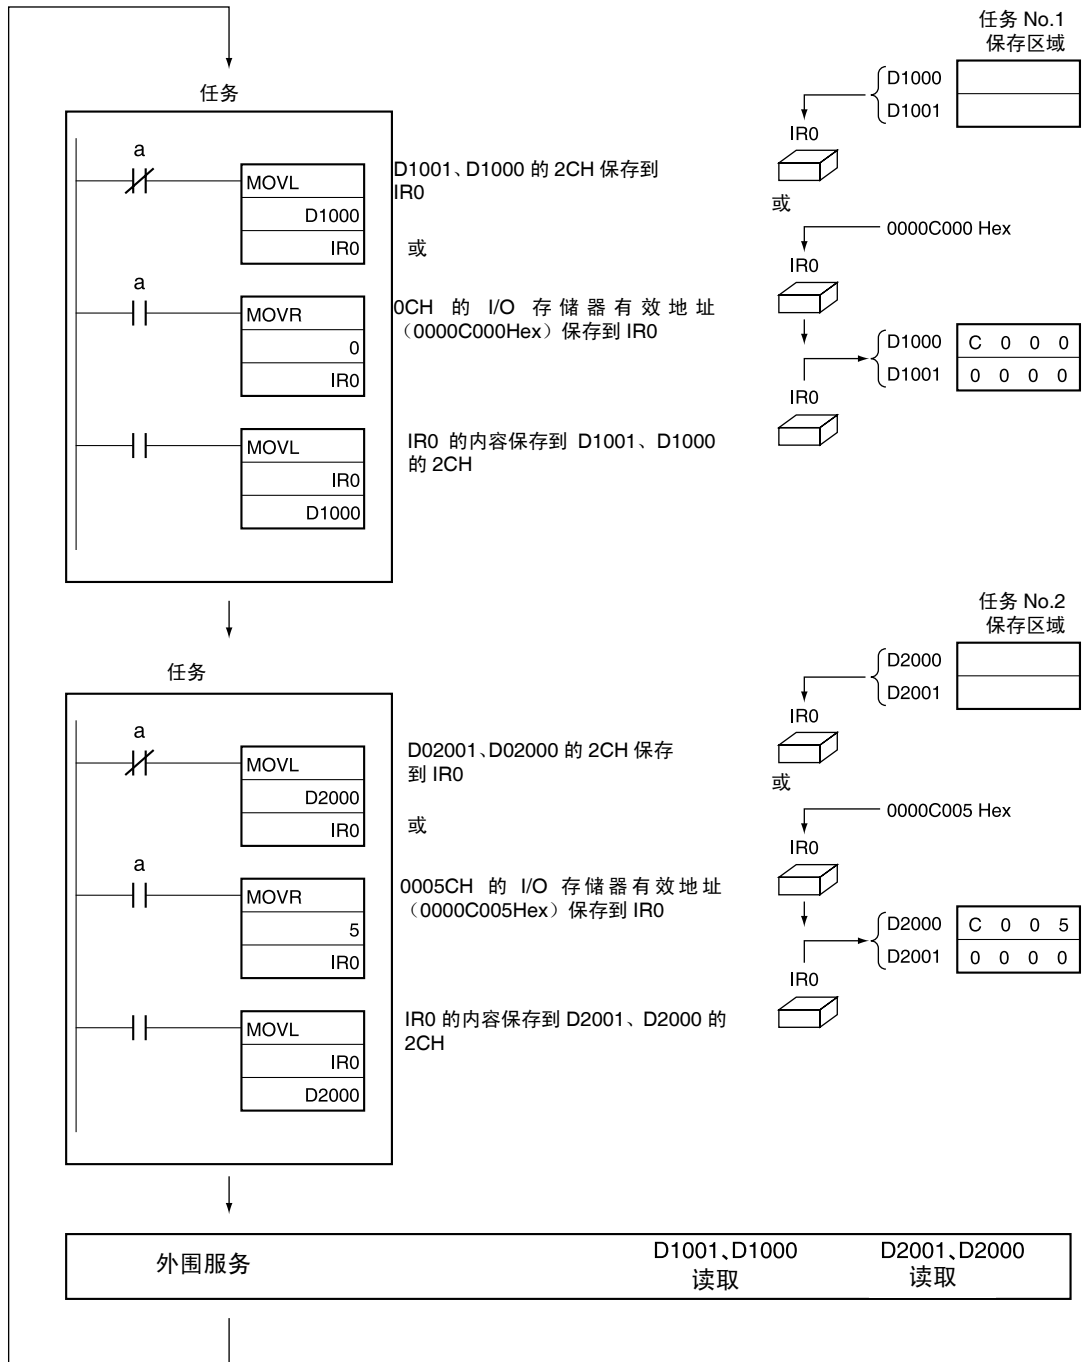 任务 No.1
保存区域
D1000
D1001
IR0
或
0000C000 Hex
IR0
D1000 C 0 0 0
D1001 0 0 0 0
IR0
任务
a
MOVL
D1000
IR0
D1001、D1000 的 2CH 保存到
IR0
或
a
MOVR
0
IR0
0CH 的 I/O 存储器有效地址
（0000C000Hex）保存到 IR0
MOVL
IR0
D1000
IR0 的内容保存到 D1001、D1000
的 2CH
任务 No.2
保存区域
D2000
D2001
IR0
或
0000C005 Hex
IR0
D2000 C 0 0 5
D2001 0 0 0 0
IR0
任务
a
MOVL
D2000
IR0
D02001、D02000 的 2CH 保存
到 IR0
或
a
MOVR
5
IR0
0005CH 的 I/O 存储器有效地址
（0000C005Hex）保存到 IR0
MOVL
IR0
D2000
IR0 的内容保存到 D2001、D2000 的
2CH
外围服务
D1001、D1000
读取
D2001、D2000
读取